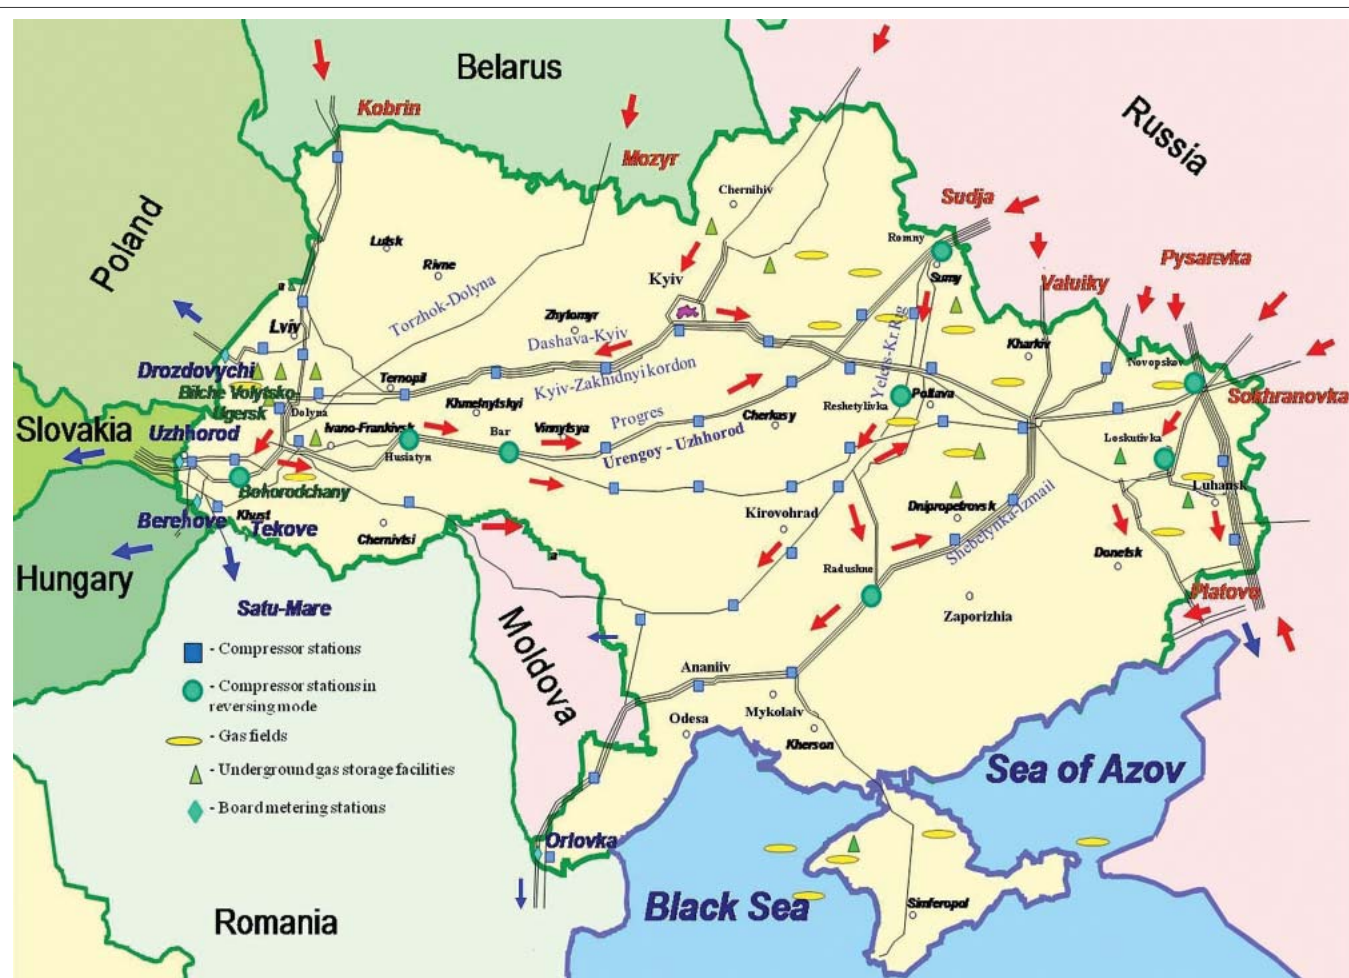 Belarus
Kobrin
Russia
Mozyr
Chernihiv
Sudja
Poland
Lutsk
Rivne
Romny
Sumy
Pysarevka
Kyiv
Valuiky
Torzhok-Dolyna
Zhytomyr
Lviv
Dashava-Kyiv
Yelets-Kr.Rig
Kharkiv
Novopskov
Drozdovychi
Kyiv-Zakhidnyi kordon
Ternopil
Bilche Volytsko-
Ugersk
Dolyna
Khmelnytskyi
Progres
Cherkasy
Reshetylivka
Poltava
Sokhranovka
Slovakia
Uzhhorod
Ivano-Frankivsk
Bar
Vinnytsya
Urengoy - Uzhhorod
Loskutivka
Husiatyn
Bohorodchany
Luhansk
Berehove
Khust
Tekove
Chernivtsi
Kirovohrad
Dnipropetrovsk
Shebelynka-Izmail
Donetsk
Hungary
Radushne
Platovo
Satu-Mare
Zaporizhia
Moldova
- Compressor stations
- Compressor stations in
reversing mode
- Gas fields
- Underground gas storage facilities
- Board metering stations
Ananiiv
Odesa
Mykolaiv
Kherson
Sea of Azov
Orlovka
Black Sea
Simferopol
Romania